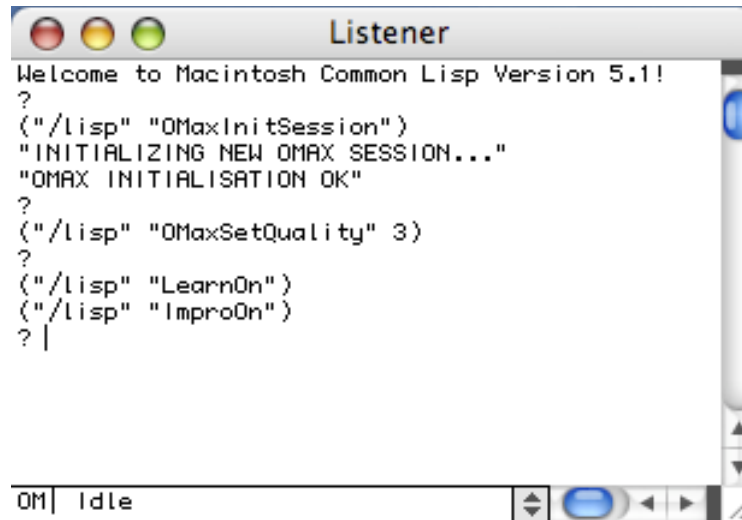 Listener
Welcome to Macintosh Common Lisp Version 5.1!
?
("/lisp" "OMaxInitSession")
"INITIALIZING NEW OMAX SESSION..."
"OMAX INITIALISATION OK"
?
("/lisp" "OMaxSetQuality" 3)
?
("/lisp" "LearnOn")
("/lisp" "ImproOn")
?
OM Idle